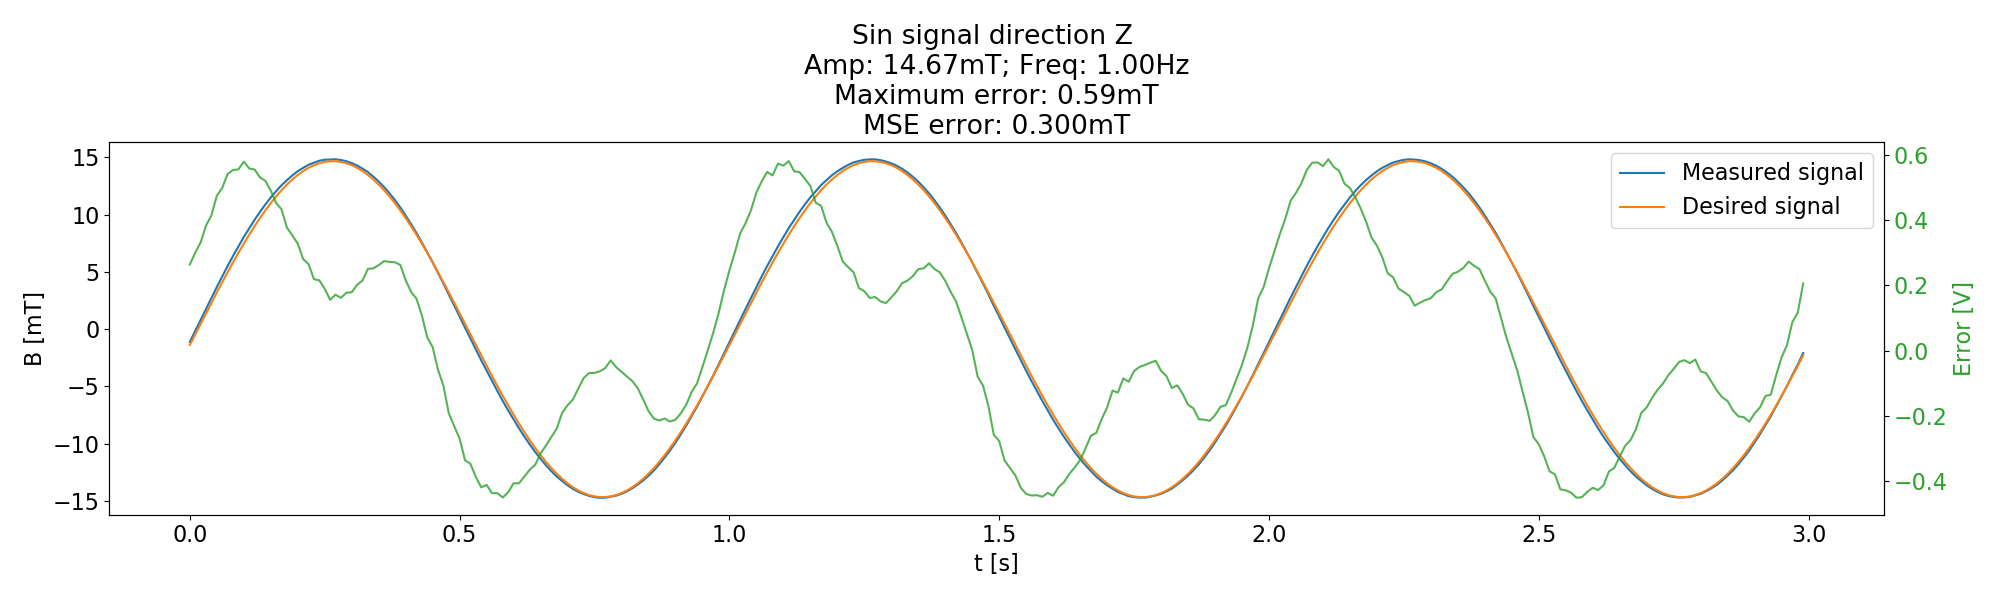 Sin signal direction Z
Amp: 14.67mT; Freq: 1.00Hz
Maximum error: 0.59mT
MSE error: 0.300mT
Measured signal
Desired signal
B [mT]
15
10
5
0
−5
−10
−15
0.6
0.4
0.2
0.0
−0.2
−0.4
Error [V]
0.0 0.5 1.0 1.5 2.0 2.5 3.0
t [s]